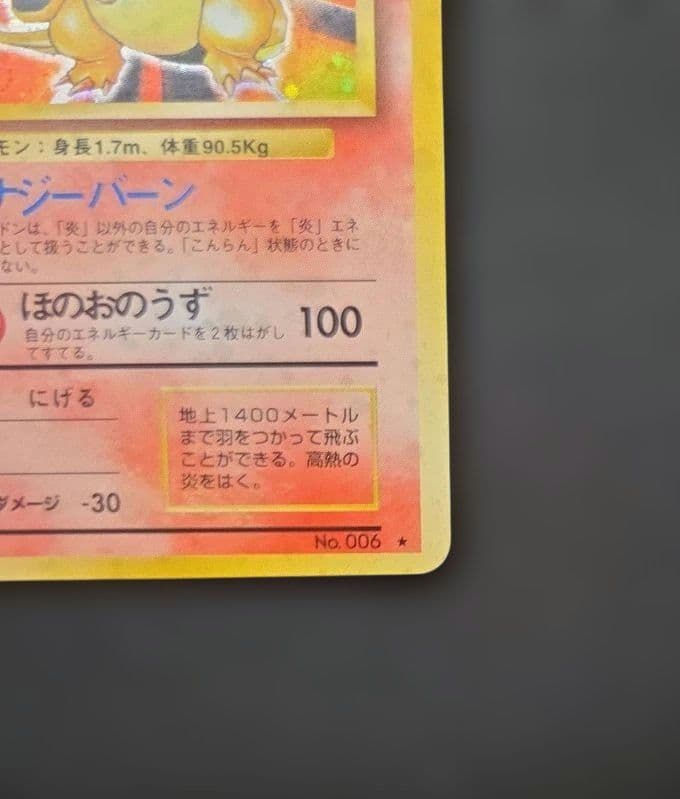 モン：身長1.7m、体重90.5Kg
ナジーバーン
ドンは、「炎」以外の自分のエネルギーを「炎」エネ
として扱うことができる。「こんらん」状態のときに
ない。
ほのおのうず 100
自分のエネルギーカードを２枚はがし
てすてる。
にげる
地上1400メートル
まで羽をつかって飛ぶ
ことができる。高熱の
炎をはく。
ダメージ -30
No. 006 ★